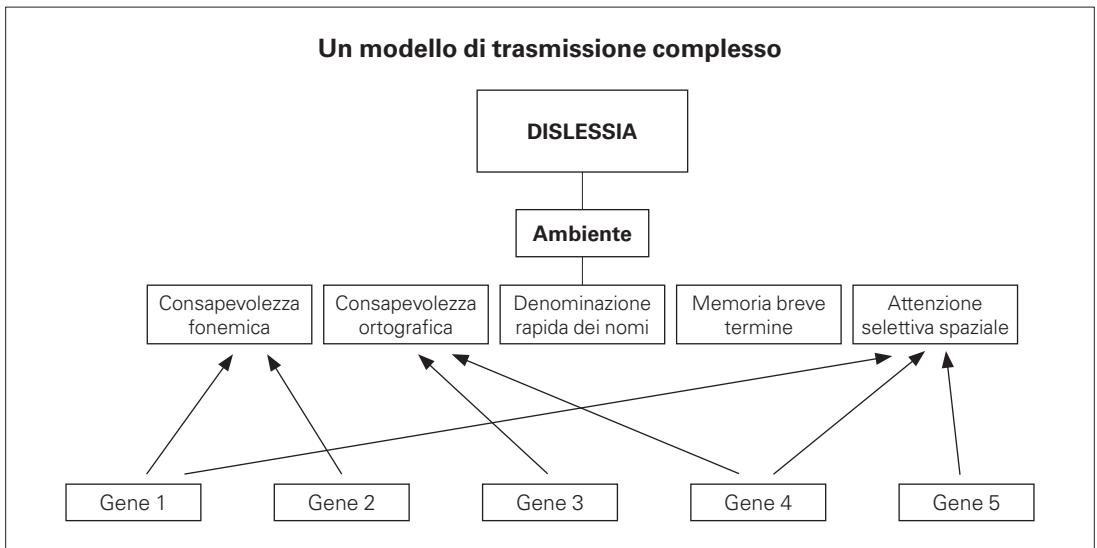 Un modello di trasmissione complesso
DISLESSIA
Ambiente
Consapevolezza
fonemica
Consapevolezza
ortografica
Denominazione
rapida dei nomi
Memoria breve
termine
Attenzione
selettiva spaziale
Gene 1
Gene 2
Gene 3
Gene 4
Gene 5